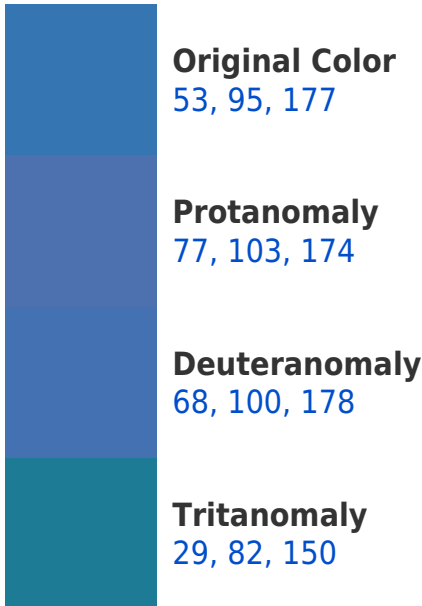 Original Color
53, 95, 177
Protanomaly
77, 103, 174
Deuteranomaly
68, 100, 178
Tritanomaly
29, 82, 150